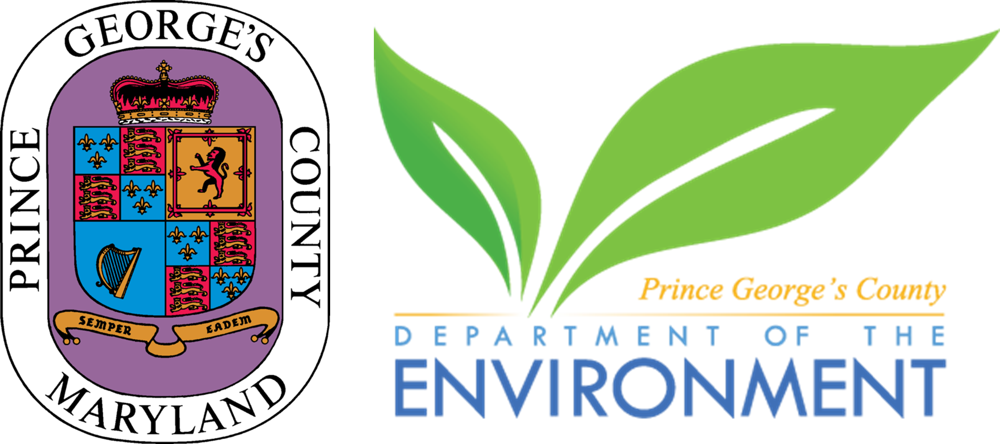 PRINCE GEORGE'S COUNTY
MARYLAND
SEMPER EADEM
Prince George's County
DEPARTMENT OF THE
ENVIRONMENT